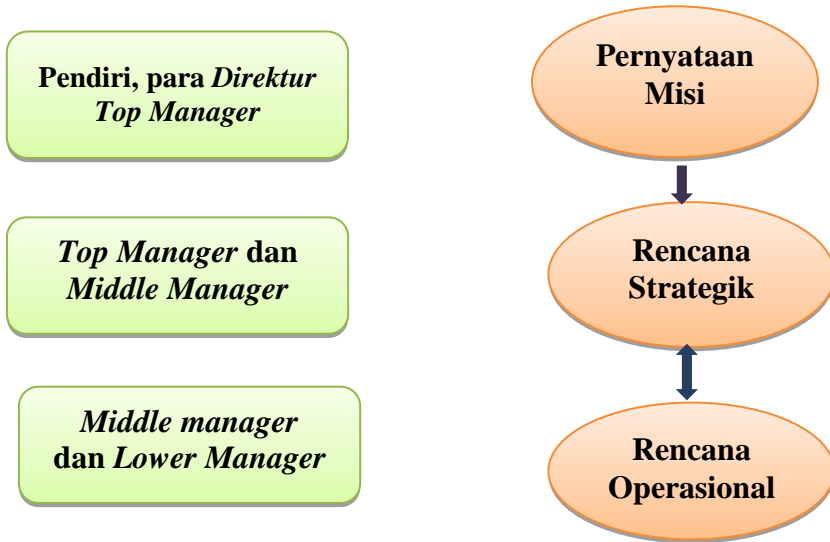 Pendiri, para Direktur
Top Manager
Pernyataan
Misi
Top Manager dan
Middle Manager
Rencana
Strategik
Middle manager
dan Lower Manager
Rencana
Operasional